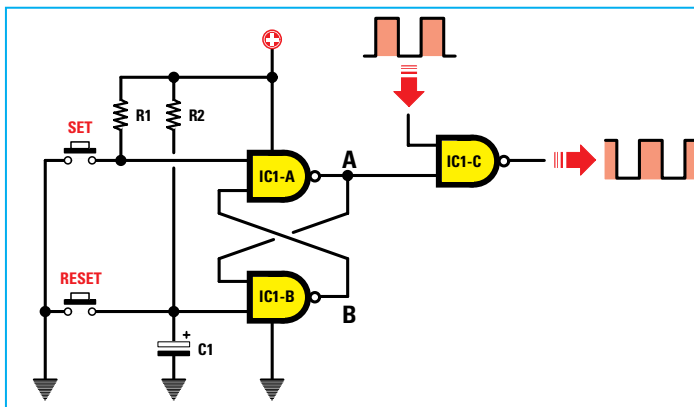 R1
R2
SET
A
IC1-A
IC1-C
RESET
IC1-B
B
+
C1